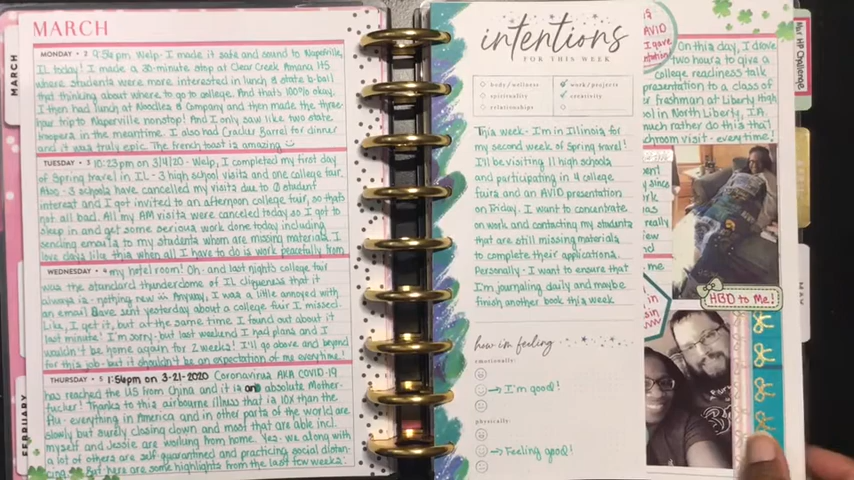 MARCH
MONDAY • 2 9:54pm Welp- I made it safe and sound to Naperville,
IL today! I made a 30-minute stop at Clear Creek Amana HS
where students were more interested in lunch & state b-ball
than thinking about where to go to college. And that's 100% okay.
I then had lunch at Noodles & Company and then made the three-
hour trip to Naperville nonstop! And I only saw like two state
troopers in the meantime. I also had Cracker Barrel for dinner
and it was truly epic. The french toast is amazing
TUESDAY • 3 10:23pm on 3/4/20- Welp, I completed my first day
of Spring travel in IL - 3 high school visits and one college fair.
Also - 3 schools have cancelled my visits due to 0 student
interest and I got invited to an afternoon college fair, so thats
not all bad. All my AM visits were canceled today so I got to
sleep in and get some serious work done today including
sending emails to my students whom are missing materials. I
love days like this when all I have to do is work peacefully from
WEDNESDAY • 4 my hotel room! Oh- and last nights college fair
was the standard thunderdome of IL cliqueness that it
always is - nothing new in Anyway, I was a little annoyed with
an email Dave sent yesterday about a college fair I missed.
Like, I get it, but at the same time I found out about it
last minute! I'm sorry- but last weekend I had plans and I
wouldn't be home again for 2 weeks! I'll go above and beyond
for this job- but it shouldn't be an expectation of me everytime!
THURSDAY • 5 1:56pm on 3-21-2020 Coronavirus AKA COVID-19
has reached the US from China and it is an absolute Mother-
fucker! Thanks to this airbourne illness that is 10x than the
flu- everything in America and in other parts of the world are
slowly but surely closing down and most that are able incl.
myself and Jessie are working from home. Yes- we along with
a lot of others are self-quarantined and practicing social distan-
cing. But here are some highlights from the last few weeks:
MARCH
FEBRUARY
intentions
FOR THIS WEEK
body/wellness
work/projects
spirituality
creativity
relationships
This week- I'm in Illinois for
my second week of Spring travel!
I'll be visiting 11 high schools
and participating in 4 college
fairs and an AVID presentation
on Friday. I want to concentrate
on work and contacting my students
that are still missing materials
to complete their applications.
Personally- I want to ensure that
I'm journaling daily and maybe
finish another book this week
how i'm feeling
emotionally:
I'm good!
physically:
Feeling good!
AVID
I gave
On this day, I drove
two hours to give a
college readiness talk
presentation to a class of
freshman at Liberty High
in North Liberty, IA.
much rather do this that
visit - everytime!
since
has
really
me
HBD to Me!
HP Challenge
APRIL
MAY